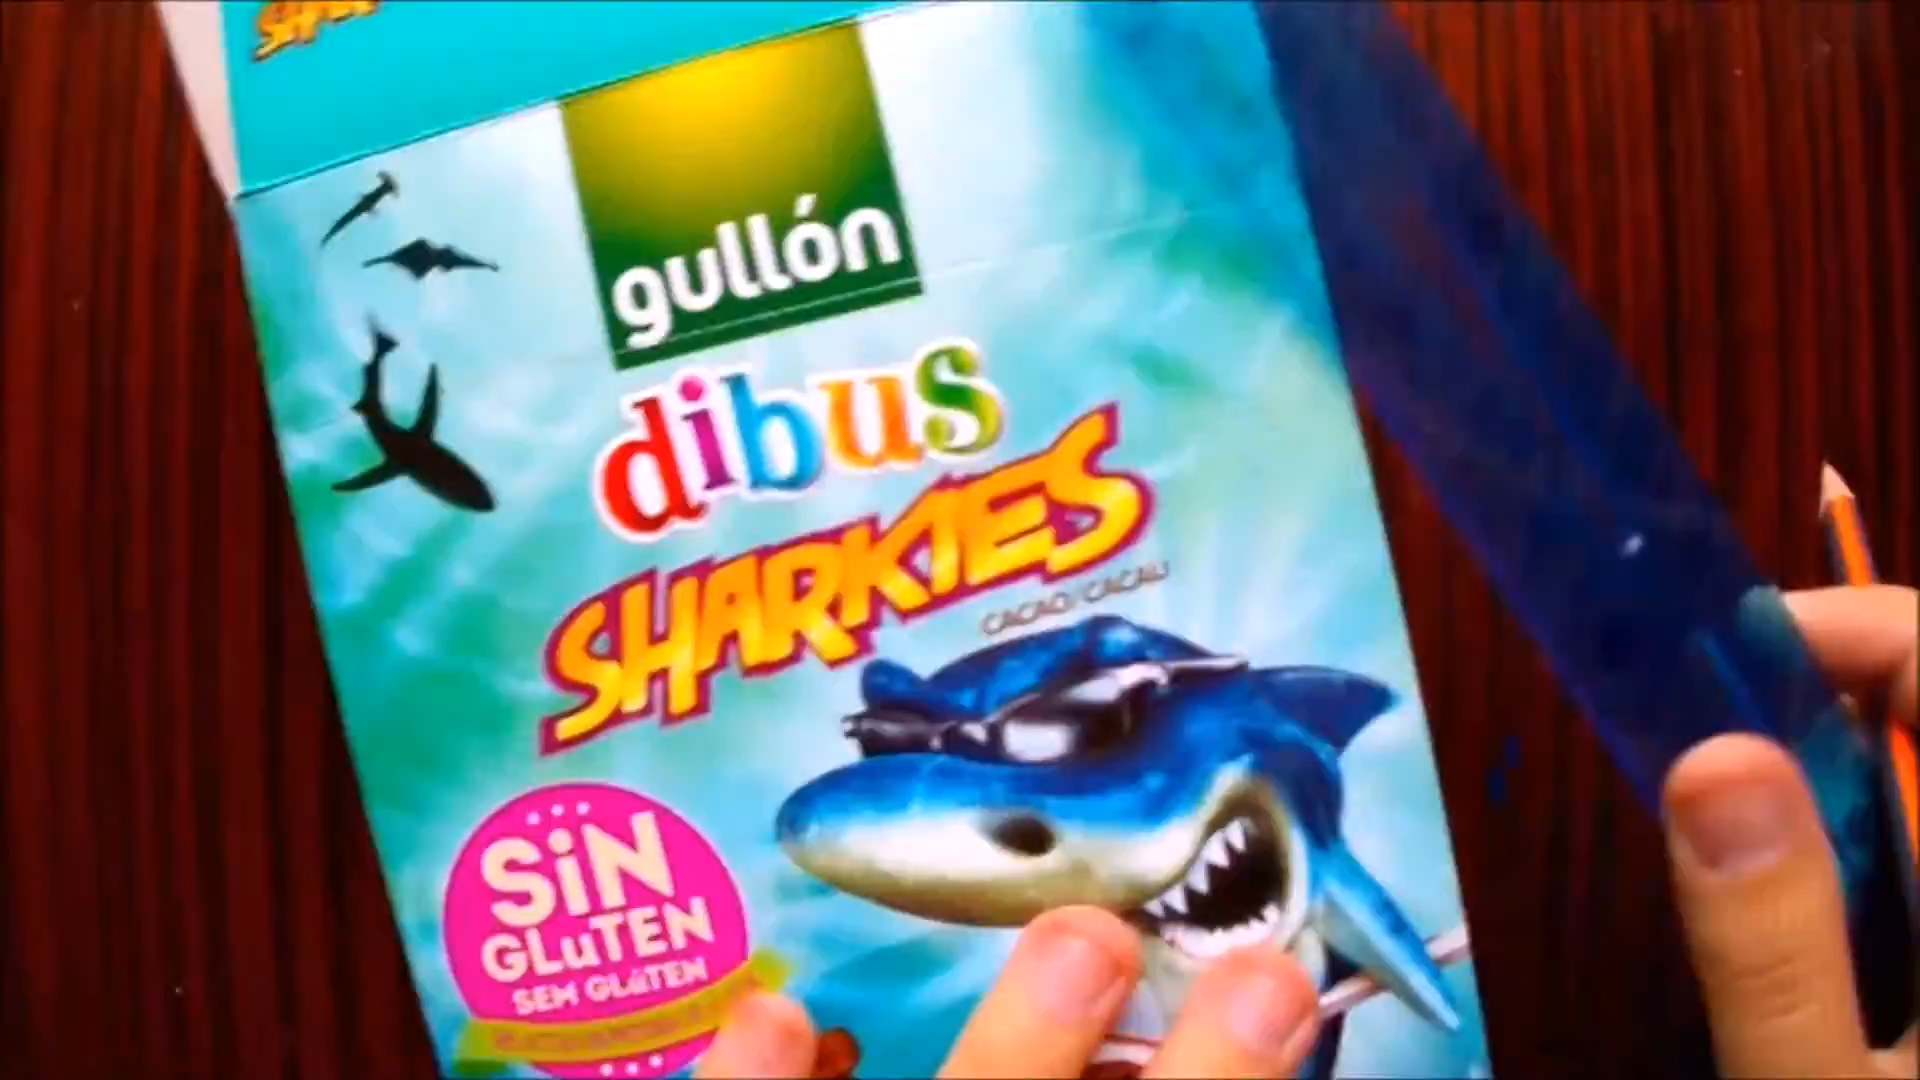 gullón
dibus
SHARKIES
CACAO/CACAU
SiN
GLuTEN
SEM GLúTEN